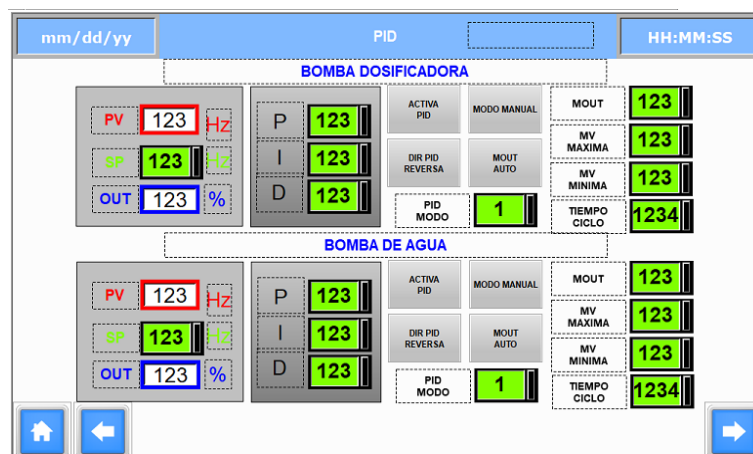 mm/dd/yy PID HH:MM:SS
BOMBA DOSIFICADORA
PV 123 Hz
SP 123 Hz
OUT 123 %
P 123
I 123
D 123
ACTIVA
PID
MODO MANUAL
DIR PID
REVERSA
MOUT
AUTO
PID
MODO
1
MOUT 123
MV
MAXIMA
123
MV
MINIMA
123
TIEMPO
CICLO
1234
BOMBA DE AGUA
PV 123 Hz
SP 123 Hz
OUT 123 %
P 123
I 123
D 123
ACTIVA
PID
MODO MANUAL
DIR PID
REVERSA
MOUT
AUTO
PID
MODO
1
MOUT 123
MV
MAXIMA
123
MV
MINIMA
123
TIEMPO
CICLO
1234